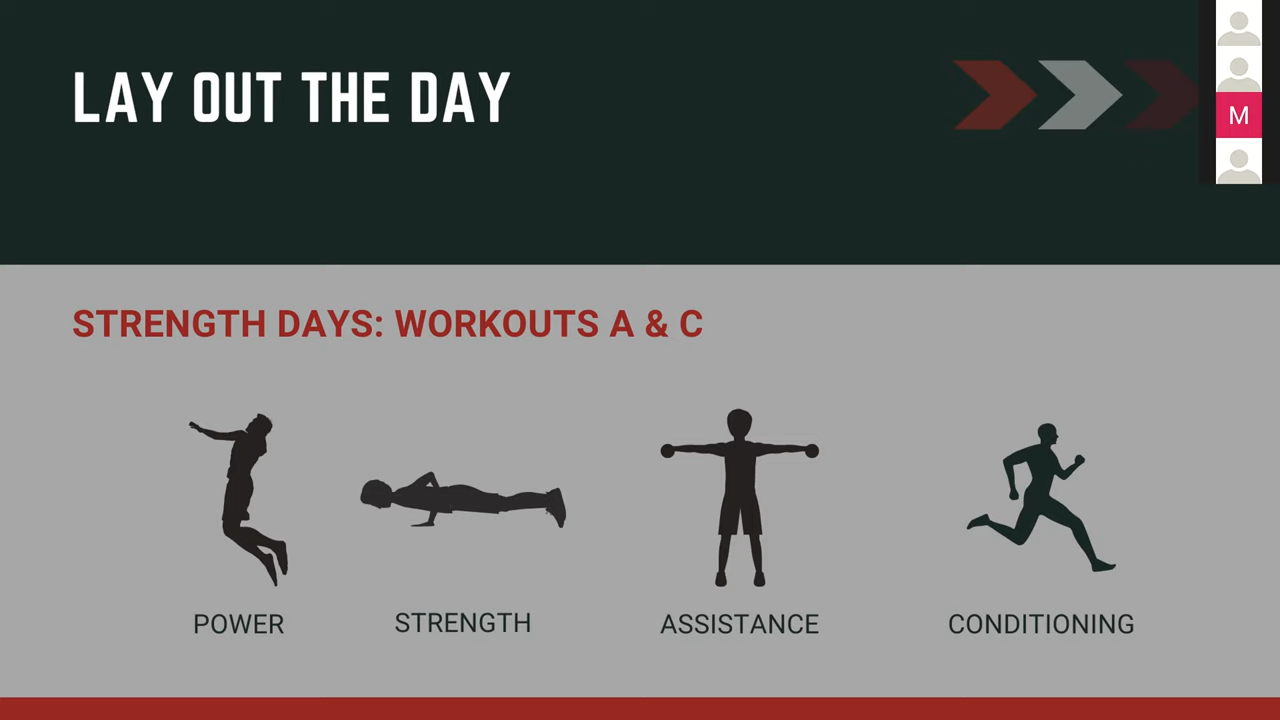 LAY OUT THE DAY
M
STRENGTH DAYS: WORKOUTS A & C
POWER
STRENGTH
ASSISTANCE
CONDITIONING